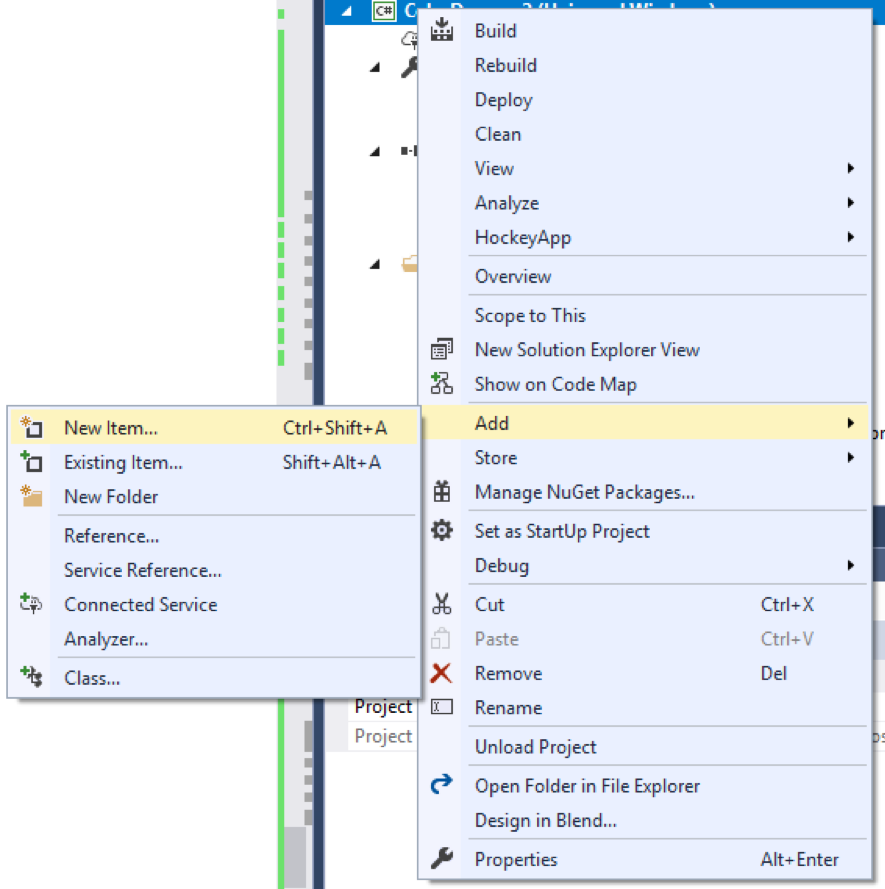 C#
Build
Rebuild
Deploy
Clean
View
Analyze
HockeyApp
Overview
Scope to This
New Solution Explorer View
Show on Code Map
Add
Store
Manage NuGet Packages...
Set as StartUp Project
Debug
Cut Ctrl+X
Paste Ctrl+V
Remove Del
Rename
Unload Project
Open Folder in File Explorer
Design in Blend...
Properties Alt+Enter
New Item... Ctrl+Shift+A
Existing Item... Shift+Alt+A
New Folder
Reference...
Service Reference...
Connected Service
Analyzer...
Class...
Project
Project